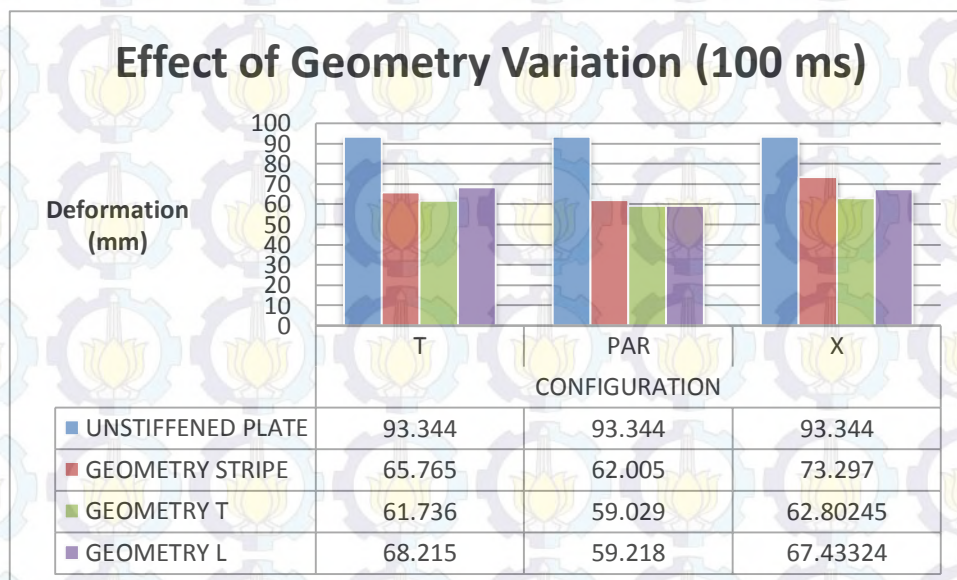 Effect of Geometry Variation (100 ms)
Deformation
(mm)
100
90
80
70
60
50
40
30
20
10
0
T PAR X
CONFIGURATION
UNSTIFFENED PLATE 93.344 93.344 93.344
GEOMETRY STRIPE 65.765 62.005 73.297
GEOMETRY T 61.736 59.029 62.80245
GEOMETRY L 68.215 59.218 67.43324